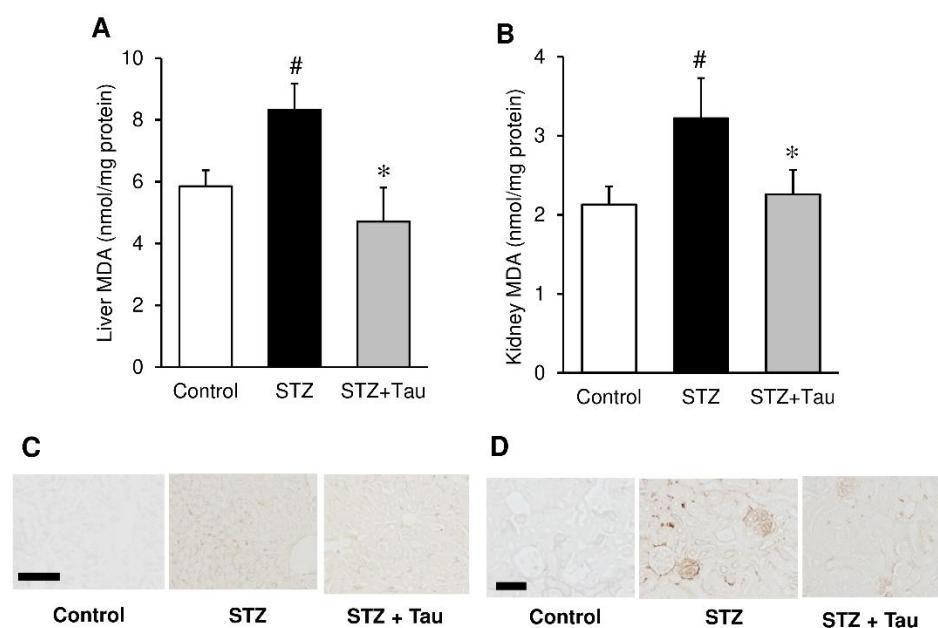 A
Liver MDA (nmol/mg protein)
10
8
6
4
2
0
#
*
Control STZ STZ+Tau
B
Kidney MDA (nmol/mg protein)
4
3
2
1
0
#
*
Control STZ STZ+Tau
C
Control STZ STZ + Tau
D
Control STZ STZ + Tau